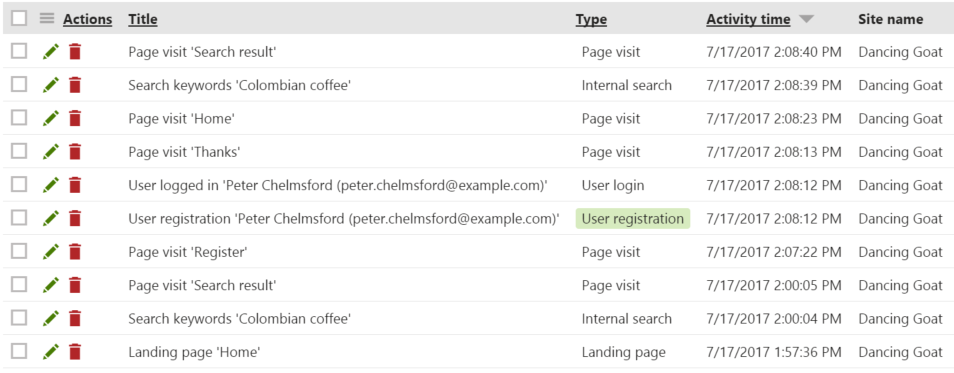 Actions Title Type Activity time Site name
Page visit 'Search result' Page visit 7/17/2017 2:08:40 PM Dancing Goat
Search keywords 'Colombian coffee' Internal search 7/17/2017 2:08:39 PM Dancing Goat
Page visit 'Home' Page visit 7/17/2017 2:08:23 PM Dancing Goat
Page visit 'Thanks' Page visit 7/17/2017 2:08:13 PM Dancing Goat
User logged in 'Peter Chelmsford (peter.chelmsford@example.com)' User login 7/17/2017 2:08:12 PM Dancing Goat
User registration 'Peter Chelmsford (peter.chelmsford@example.com)' User registration 7/17/2017 2:08:12 PM Dancing Goat
Page visit 'Register' Page visit 7/17/2017 2:07:22 PM Dancing Goat
Page visit 'Search result' Page visit 7/17/2017 2:00:05 PM Dancing Goat
Search keywords 'Colombian coffee' Internal search 7/17/2017 2:00:04 PM Dancing Goat
Landing page 'Home' Landing page 7/17/2017 1:57:36 PM Dancing Goat